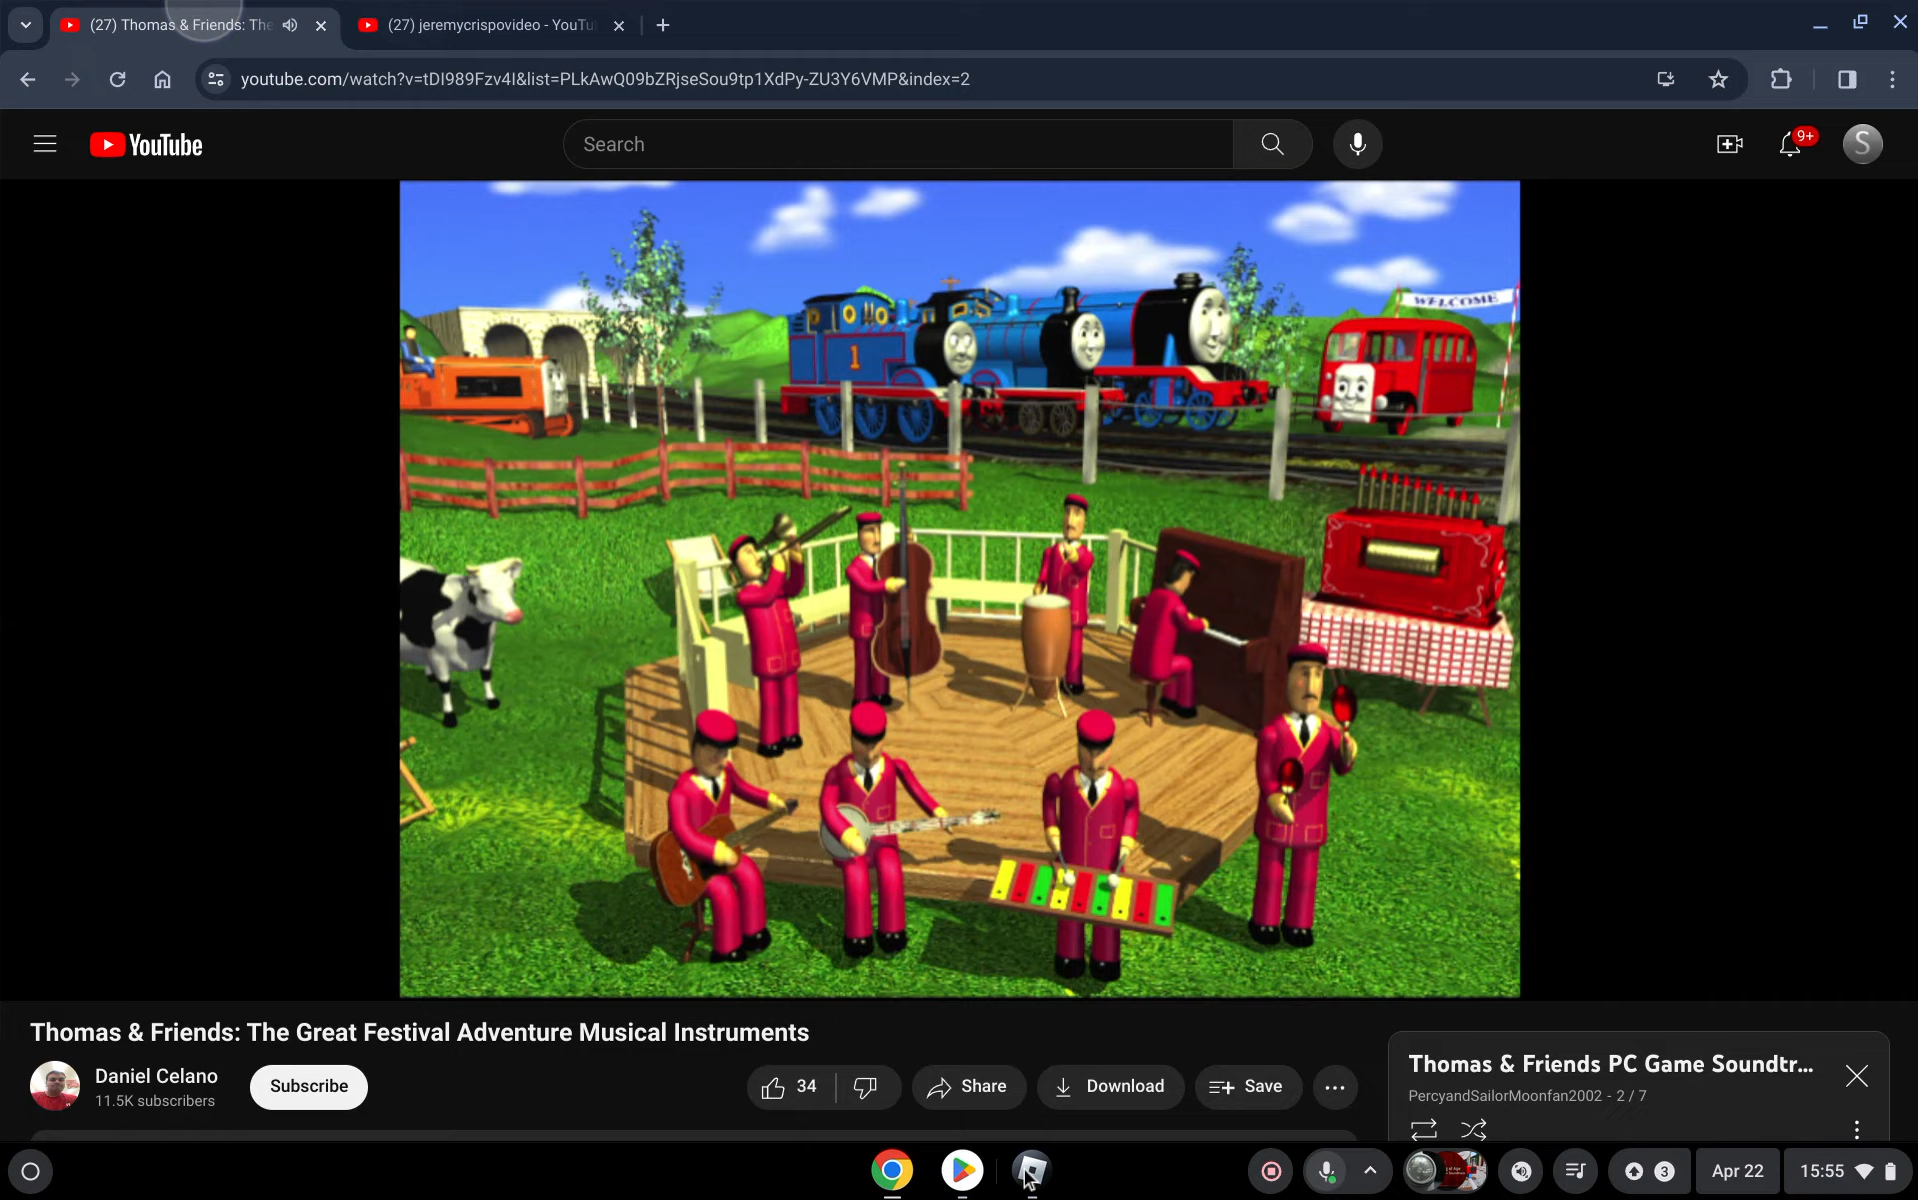 (27) Thomas & Friends: The
(27) jeremycrispovideo - YouTu
youtube.com/watch?v=tDI989Fzv4I&list=PLkAwQ09bZRjseSou9tp1XdPy-ZU3Y6VMP&index=2
YouTube
Search
9+
S
WELCOME
1
Thomas & Friends: The Great Festival Adventure Musical Instruments
Daniel Celano
11.5K subscribers
Subscribe
34
Share
Download
Save
Thomas & Friends PC Game Soundtr...
PercyandSailorMoonfan2002 - 2 / 7
3
Apr 22
15:55